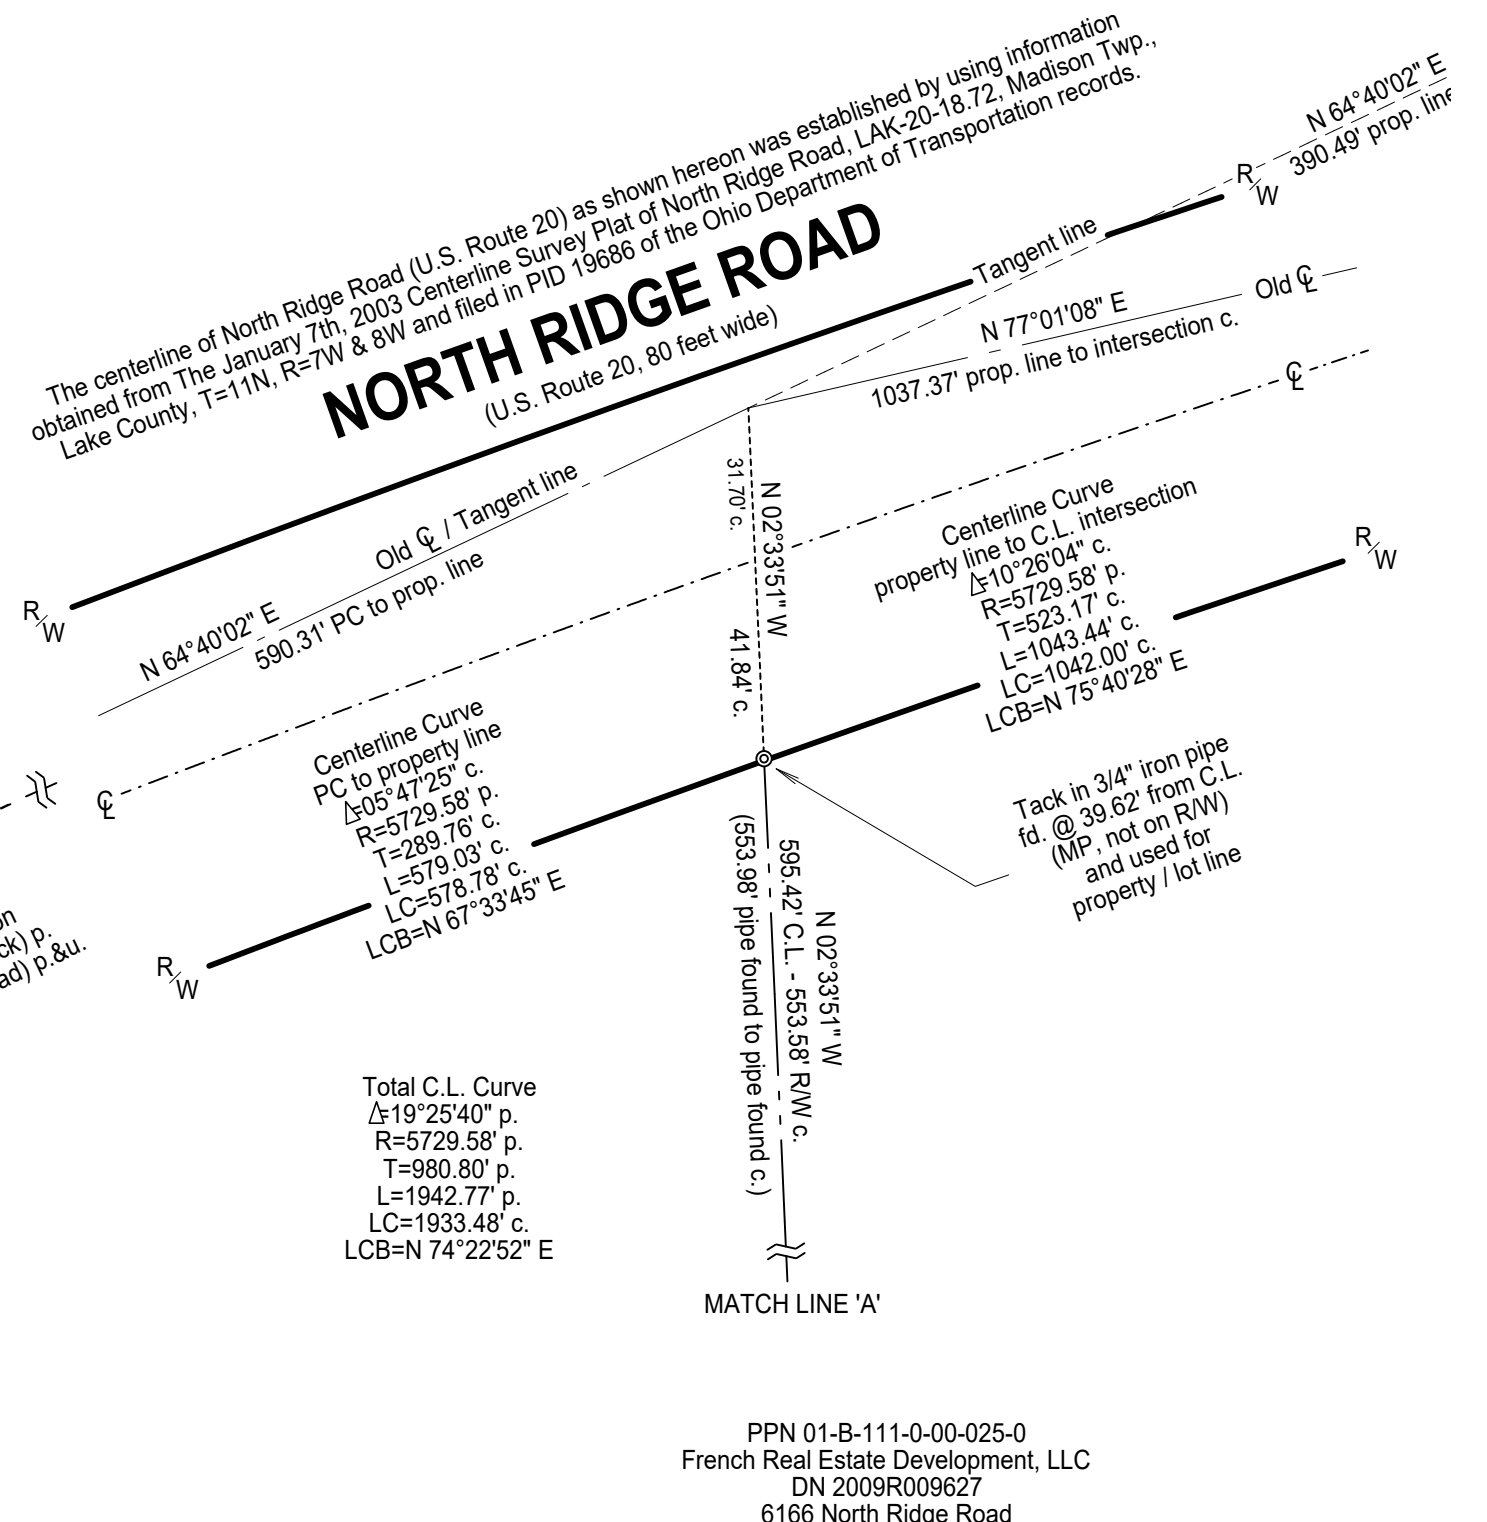 The centerline of North Ridge Road (U.S. Route 20) as shown hereon was established by using information
obtained from The January 7th, 2003 Centerline Survey Plat of North Ridge Road, LAK-20-18.72, Madison Twp.,
Lake County, T=11N, R=7W & 8W and filed in PID 19686 of the Ohio Department of Transportation records.
NORTH RIDGE ROAD
(U.S. Route 20, 80 feet wide)
N 64°40'02" E
390.49' prop. line
R/W
Tangent line
Old ℄
N 77°01'08" E
1037.37' prop. line to intersection c.
℄
Old ℄ / Tangent line
N 64°40'02" E
590.31' PC to prop. line
R/W
31.70' c.
N 02°33'51" W
41.84' c.
Centerline Curve
property line to C.L. intersection
Δ=10°26'04" c.
R=5729.58' p.
T=523.17' c.
L=1043.44' c.
LC=1042.00' c.
LCB=N 75°40'28" E
R/W
Centerline Curve
PC to property line
Δ=05°47'25" c.
R=5729.58' p.
T=289.76' c.
L=579.03' c.
LC=578.78' c.
LCB=N 67°33'45" E
℄
R/W
Tack in 3/4" iron pipe
fd. @ 39.62' from C.L.
(MP, not on R/W)
and used for
property / lot line
on
ck) p.
ad) p.&u.
N 02°33'51" W
595.42' C.L. - 553.58' R/W c.
(553.98' pipe found to pipe found c.)
Total C.L. Curve
Δ=19°25'40" p.
R=5729.58' p.
T=980.80' p.
L=1942.77' p.
LC=1933.48' c.
LCB=N 74°22'52" E
MATCH LINE 'A'
PPN 01-B-111-0-00-025-0
French Real Estate Development, LLC
DN 2009R009627
6166 North Ridge Road